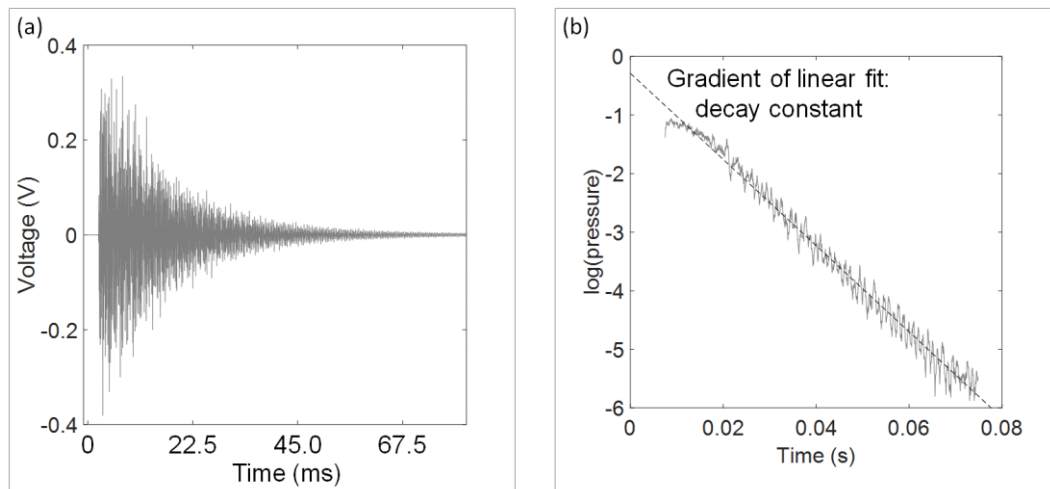 (a)
0.4
0.2
0
-0.2
-0.4
Voltage (V)
0 22.5 45.0 67.5
Time (ms)
(b)
0
-1
-2
-3
-4
-5
-6
log(pressure)
Gradient of linear fit:
decay constant
0 0.02 0.04 0.06 0.08
Time (s)